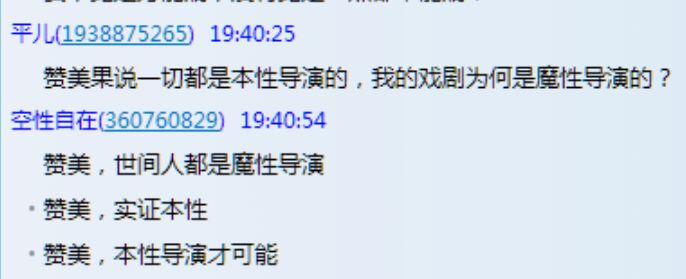 平儿(1938875265) 19:40:25
赞美果说一切都是本性导演的，我的戏剧为何是魔性导演的？
空性自在(360760829) 19:40:54
赞美，世间人都是魔性导演
赞美，实证本性
赞美，本性导演才可能